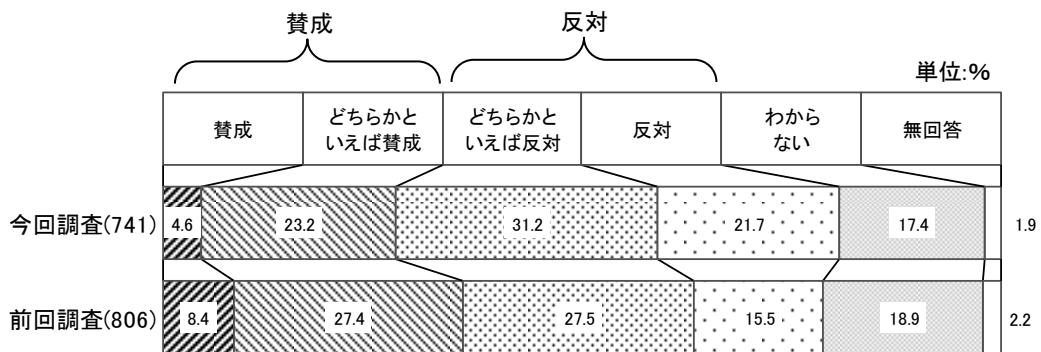 賛成
反対
単位:%
賛成
どちらかと
いえば賛成
どちらかと
いえば反対
反対
わから
ない
無回答
今回調査(741)
4.6
23.2
31.2
21.7
17.4
1.9
前回調査(806)
8.4
27.4
27.5
15.5
18.9
2.2